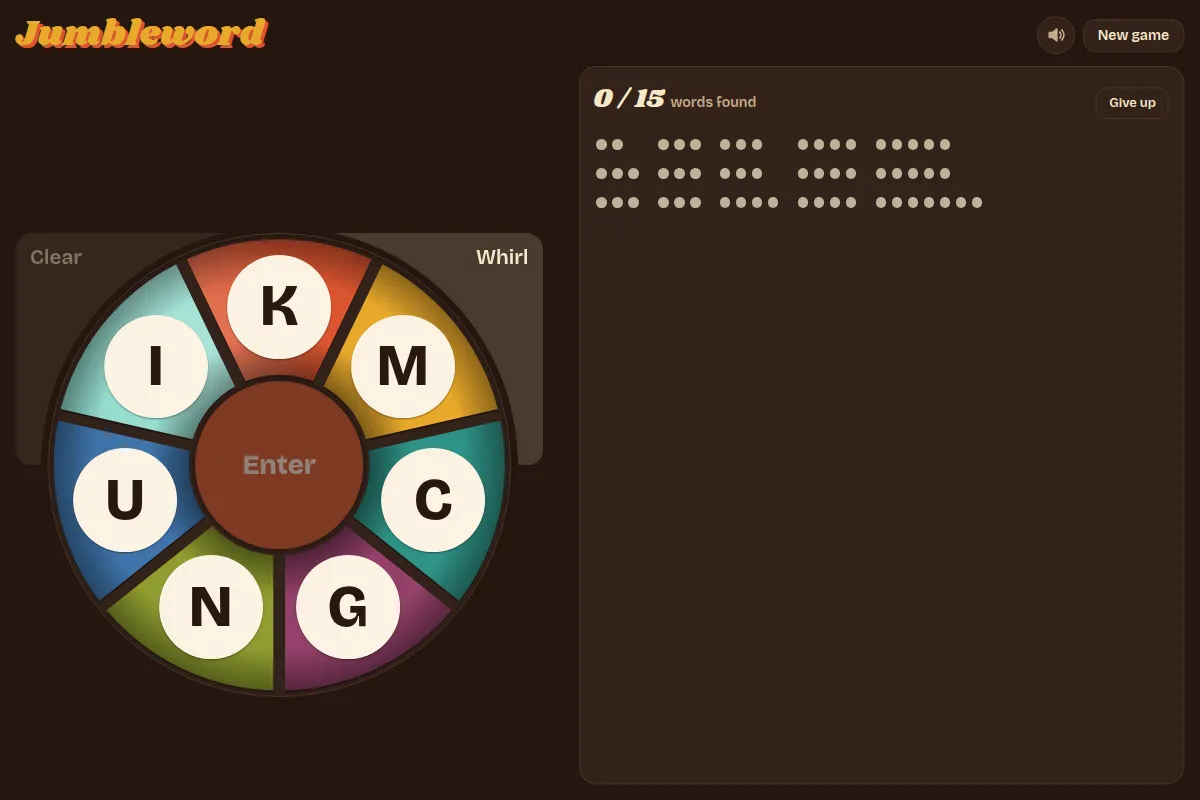 Jumbleword
New game
0 / 15 words found
Give up
Clear
Whirl
K
I
M
U
Enter
C
N
G